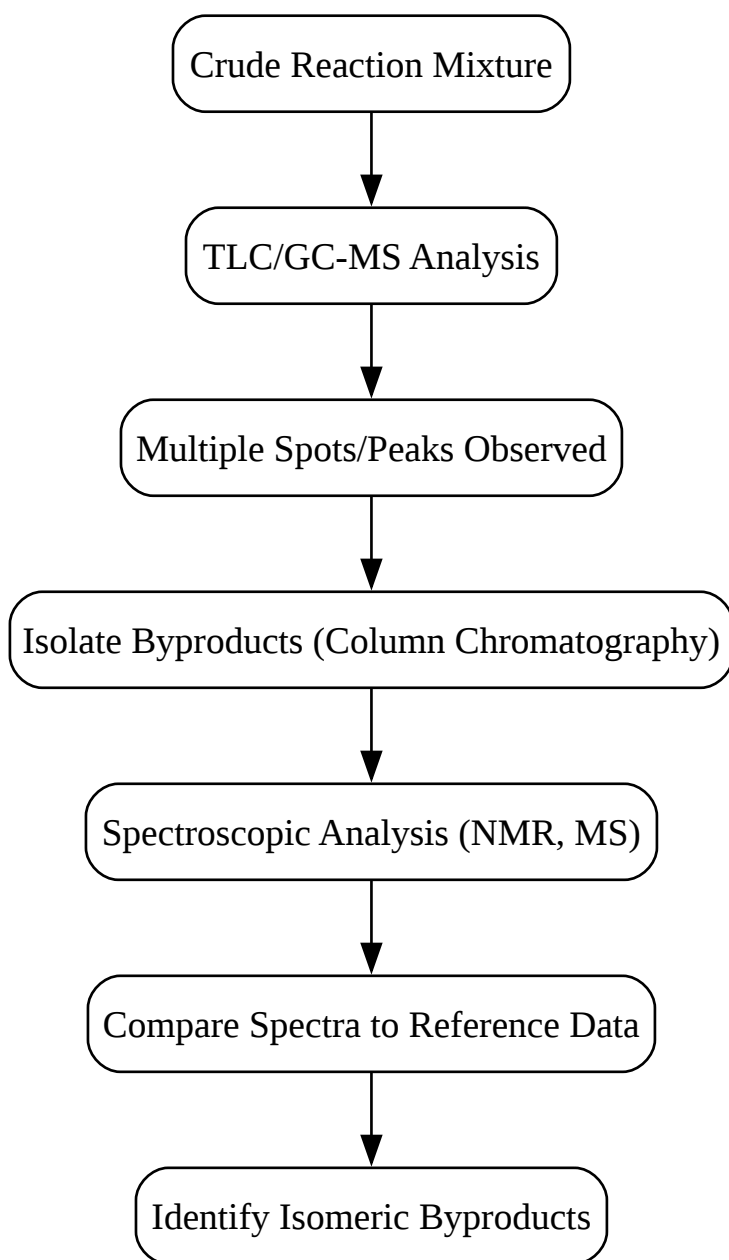 Crude Reaction Mixture
TLC/GC-MS Analysis
Multiple Spots/Peaks Observed
Isolate Byproducts (Column Chromatography)
Spectroscopic Analysis (NMR, MS)
Compare Spectra to Reference Data
Identify Isomeric Byproducts